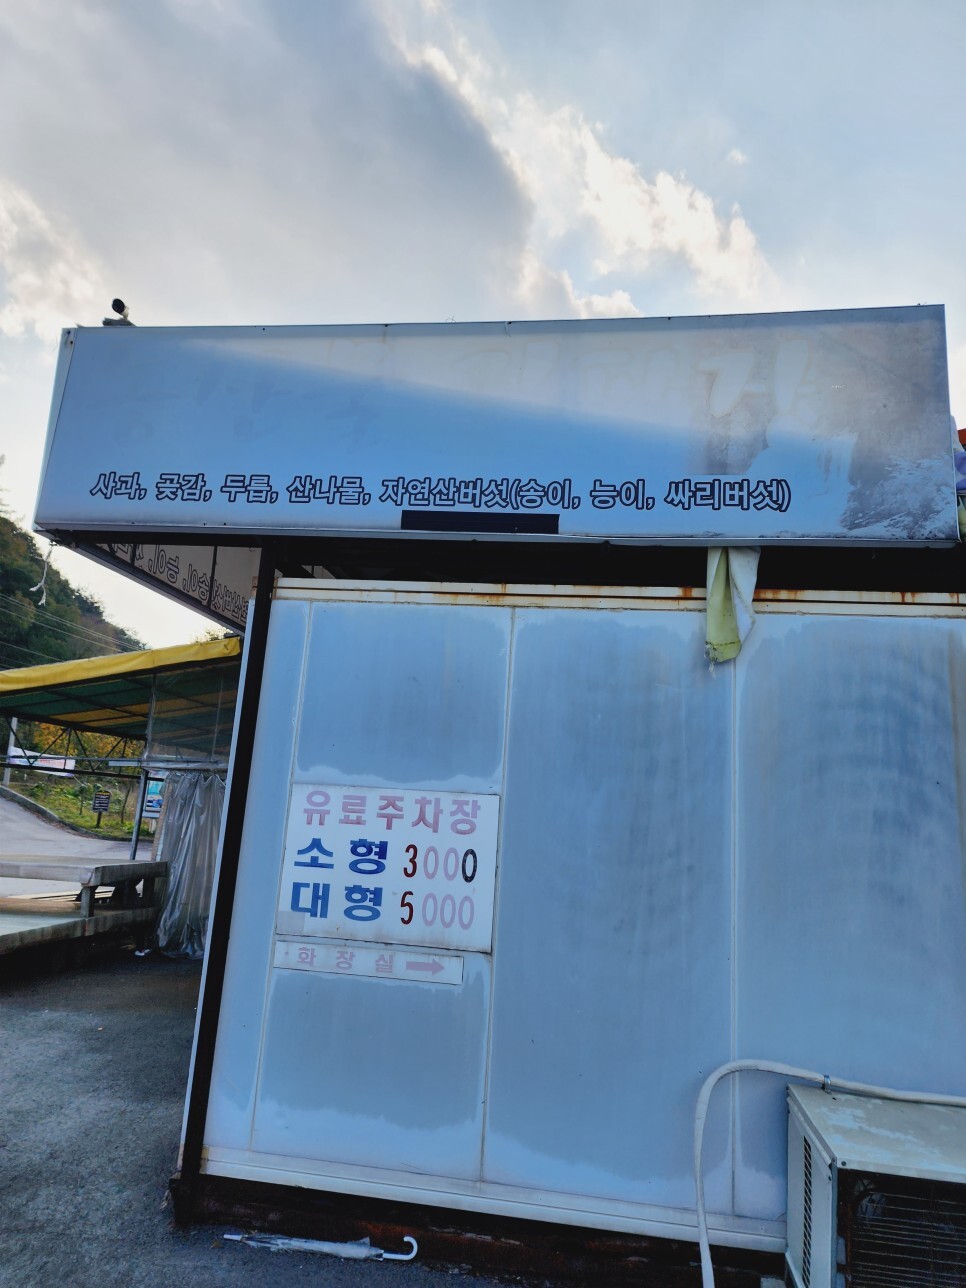 사과, 곶감, 두릅, 산나물, 자연산버섯(송이, 능이, 싸리버섯)
유료주차장
소형 3000
대형 5000
화장실